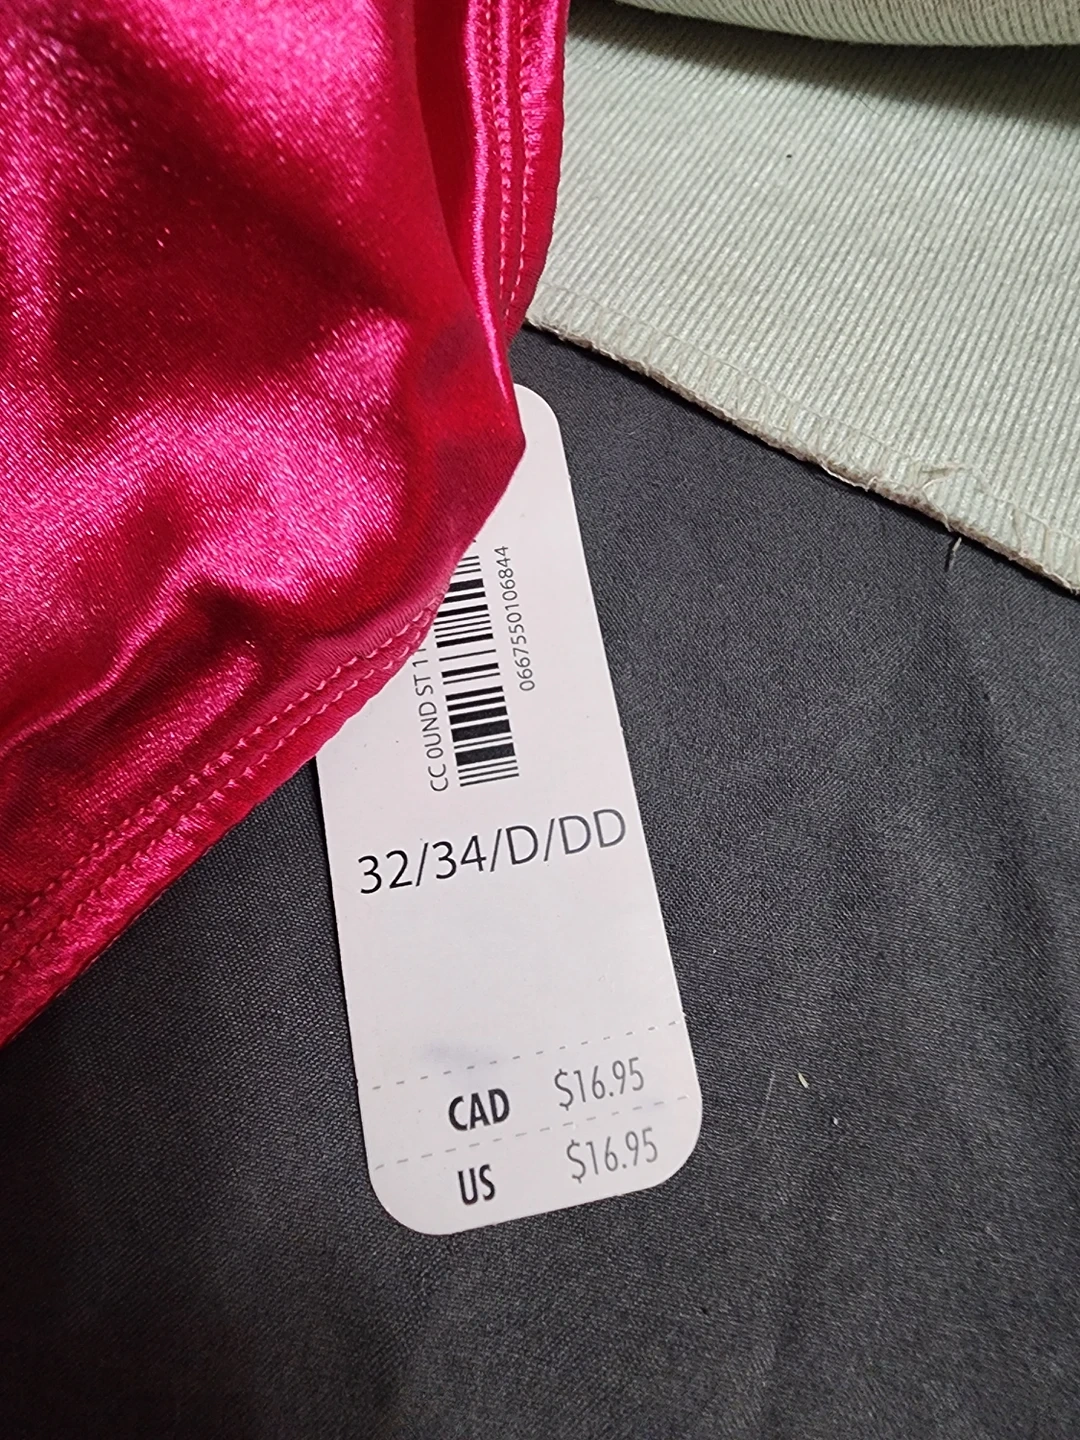 CC 0UND ST 1
0667550106844
32/34/D/DD
CAD $16.95
US $16.95